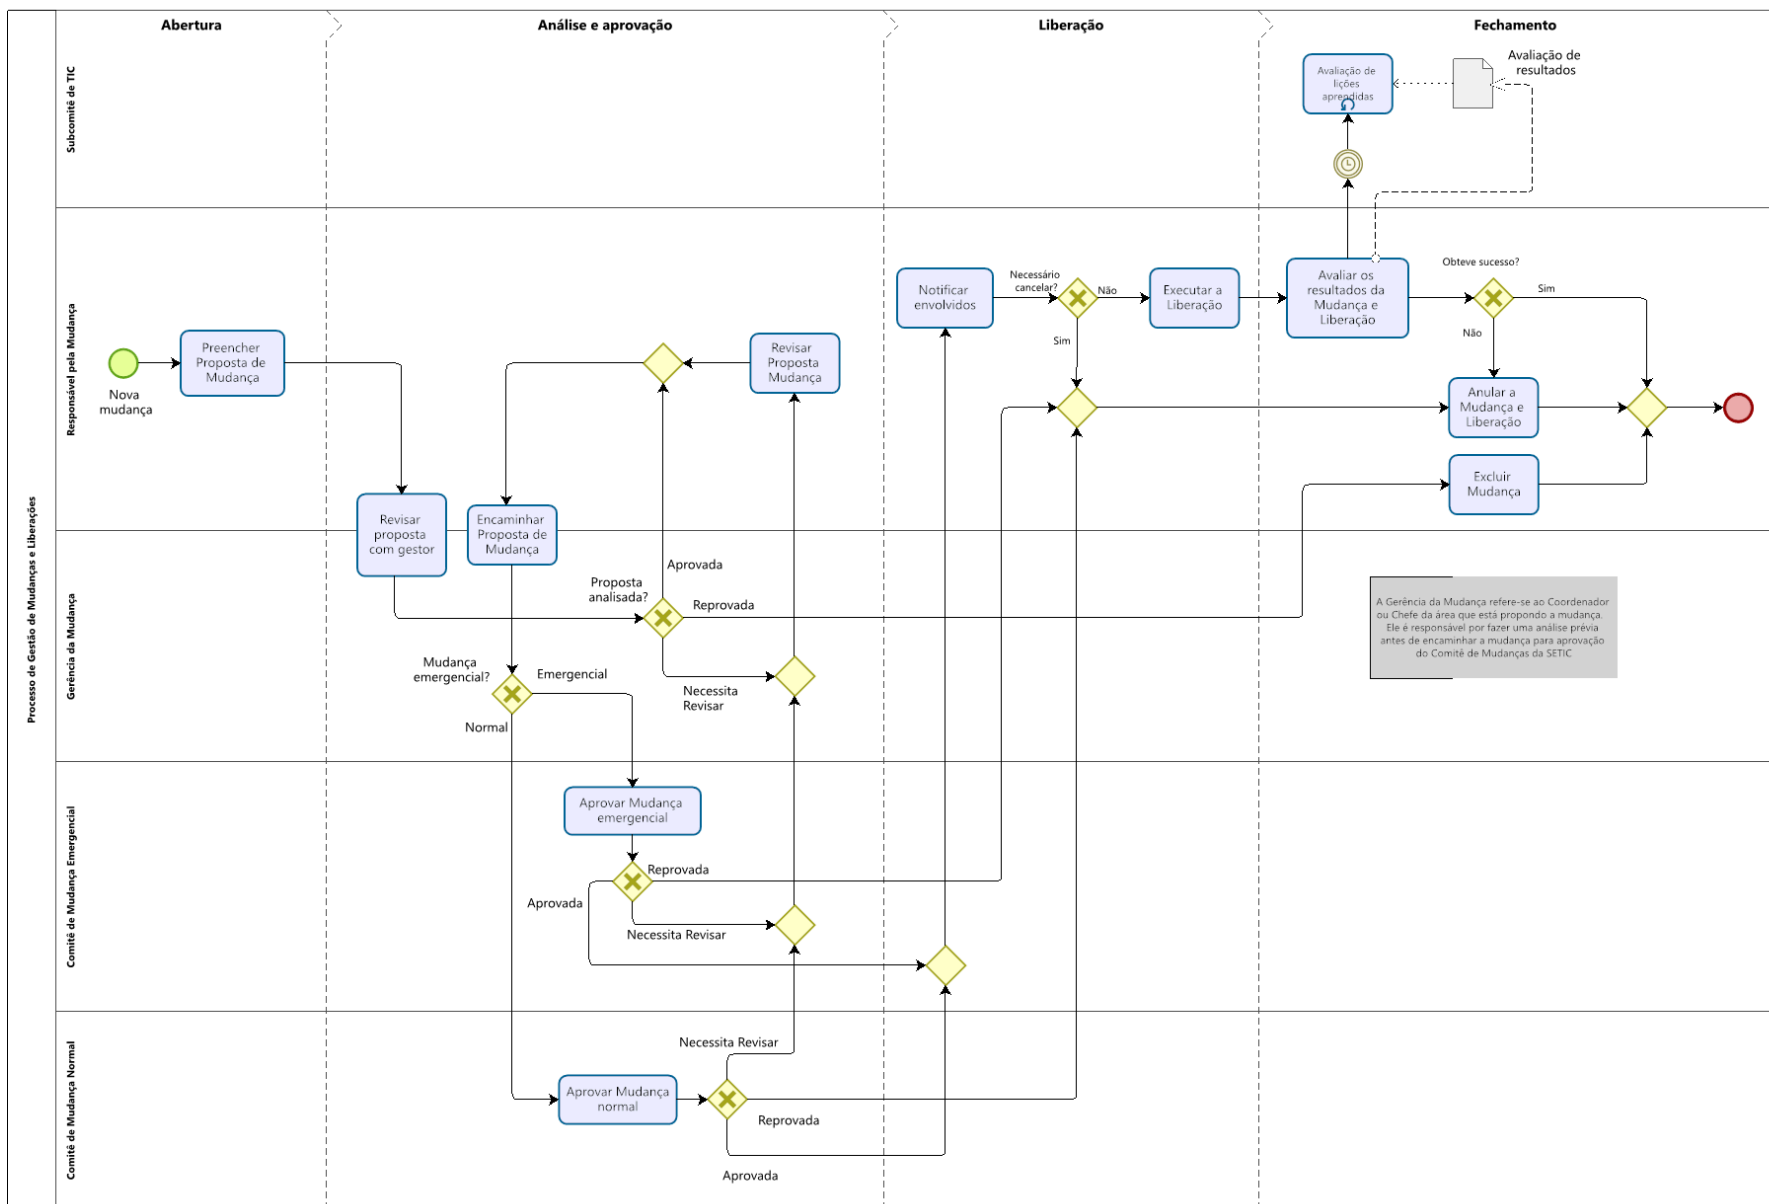 Abertura
Análise e aprovação
Liberação
Fechamento
Processo de Gestão de Mudanças e Liberações
Subcomitê de TIC
Avaliação de
lições
aprendidas
Avaliação de
resultados
Responsável pela Mudança
Nova
mudança
Preencher
Proposta de
Mudança
Revisar
proposta
com gestor
Encaminhar
Proposta de
Mudança
Revisar
Proposta
Mudança
Notificar
envolvidos
Necessário
cancelar?
Não
Sim
Executar a
Liberação
Avaliar os
resultados da
Mudança e
Liberação
Obteve sucesso?
Sim
Não
Anular a
Mudança e
Liberação
Excluir
Mudança
Gerência da Mudança
Proposta
analisada?
Aprovada
Reprovada
Necessita
Revisar
Mudança
emergencial?
Emergencial
Normal
A Gerência da Mudança refere-se ao Coordenador
ou Chefe da área que está propondo a mudança.
Ele é responsável por fazer uma análise prévia
antes de encaminhar a mudança para aprovação
do Comitê de Mudanças da SETIC
Comitê de Mudança Emergencial
Aprovar Mudança
emergencial
Reprovada
Aprovada
Necessita Revisar
Comitê de Mudança Normal
Necessita Revisar
Aprovar Mudança
normal
Reprovada
Aprovada